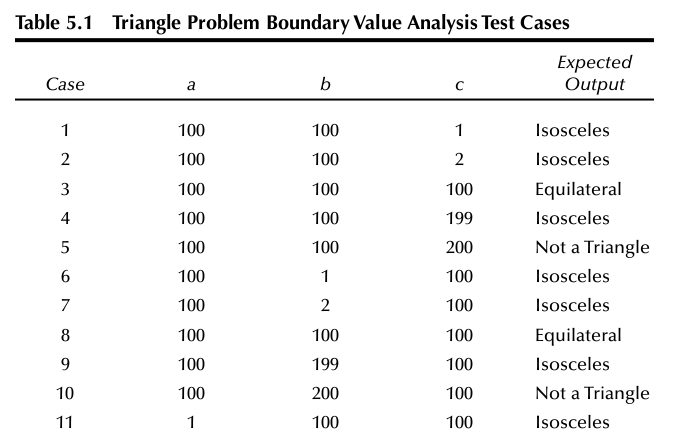 Table 5.1 Triangle Problem Boundary Value Analysis Test Cases
Expected
Case a b c Output
1 100 100 1 Isosceles
2 100 100 2 Isosceles
3 100 100 100 Equilateral
4 100 100 199 Isosceles
5 100 100 200 Not a Triangle
6 100 1 100 Isosceles
7 100 2 100 Isosceles
8 100 100 100 Equilateral
9 100 199 100 Isosceles
10 100 200 100 Not a Triangle
11 1 100 100 Isosceles